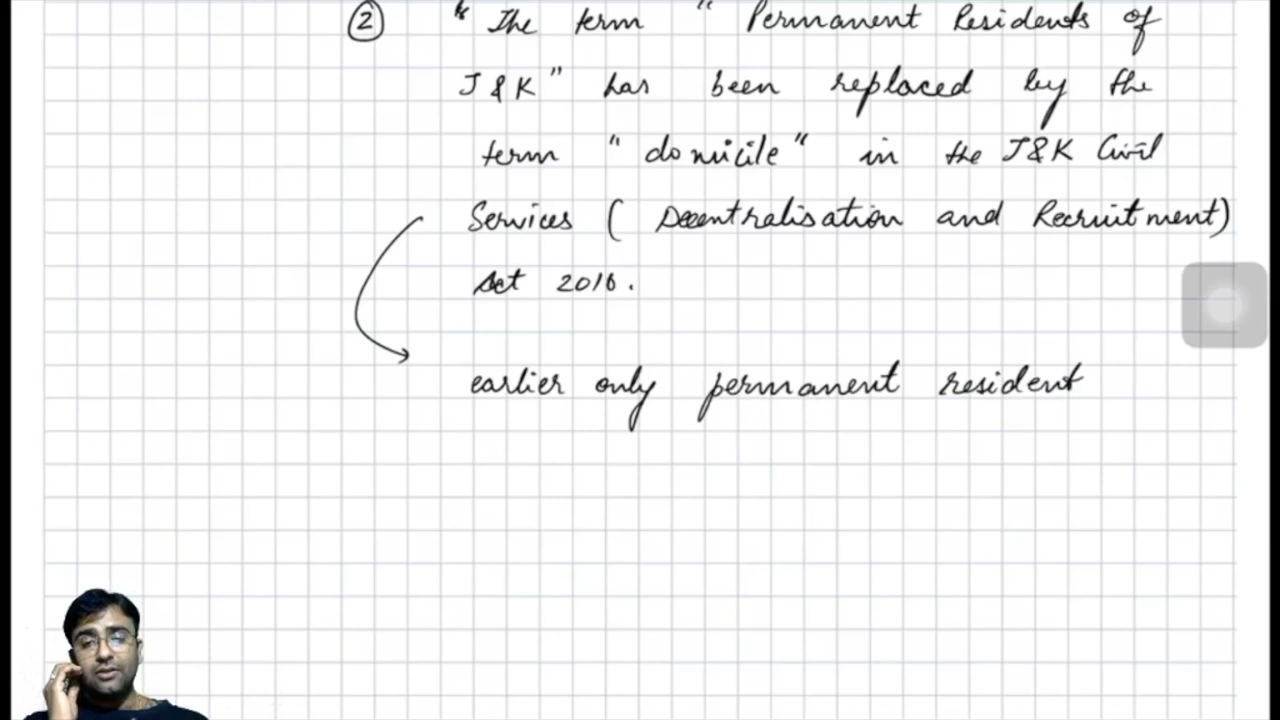 ② " The term " Permanent Residents of
J & K " has been replaced by the
term " domicile " in the J&K Civil
Services ( Decentralisation and Recruitment)
Act 2010.
earlier only permanent resident